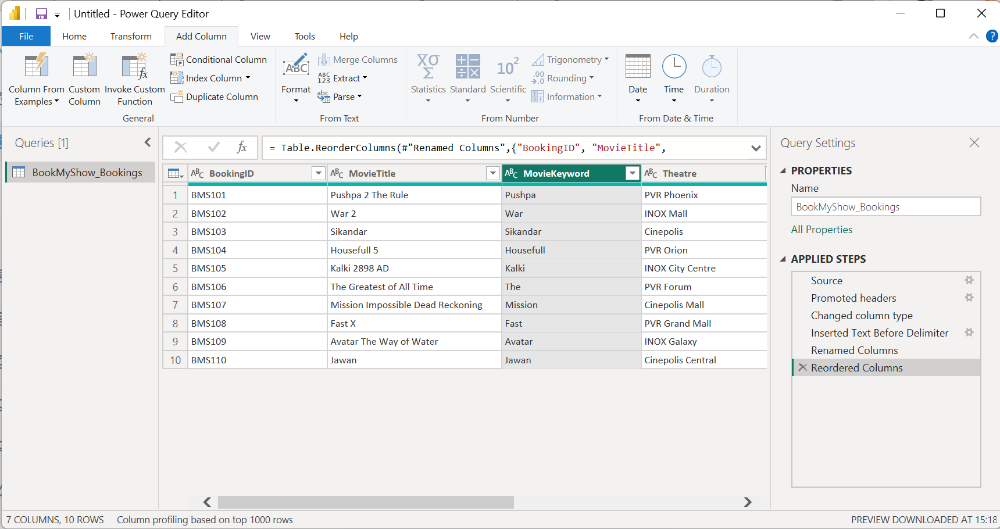 Untitled - Power Query Editor
File Home Transform Add Column View Tools Help ?
Column From Examples
Custom Column
Invoke Custom Function
Conditional Column
Index Column
Duplicate Column
General
Format
Merge Columns
Extract
Parse
From Text
Statistics
Standard
Scientific
Trigonometry
Rounding
Information
From Number
Date
Time
Duration
From Date & Time
Queries [1]
BookMyShow_Bookings
fx
= Table.ReorderColumns(#"Renamed Columns",{"BookingID", "MovieTitle",
BookingID MovieTitle MovieKeyword Theatre
1 BMS101 Pushpa 2 The Rule Pushpa PVR Phoenix
2 BMS102 War 2 War INOX Mall
3 BMS103 Sikandar Sikandar Cinepolis
4 BMS104 Housefull 5 Housefull PVR Orion
5 BMS105 Kalki 2898 AD Kalki INOX City Centre
6 BMS106 The Greatest of All Time The PVR Forum
7 BMS107 Mission Impossible Dead Reckoning Mission Cinepolis Mall
8 BMS108 Fast X Fast PVR Grand Mall
9 BMS109 Avatar The Way of Water Avatar INOX Galaxy
10 BMS110 Jawan Jawan Cinepolis Central
Query Settings
PROPERTIES
Name
BookMyShow_Bookings
All Properties
APPLIED STEPS
Source
Promoted headers
Changed column type
Inserted Text Before Delimiter
Renamed Columns
Reordered Columns
7 COLUMNS, 10 ROWS Column profiling based on top 1000 rows PREVIEW DOWNLOADED AT 15:18